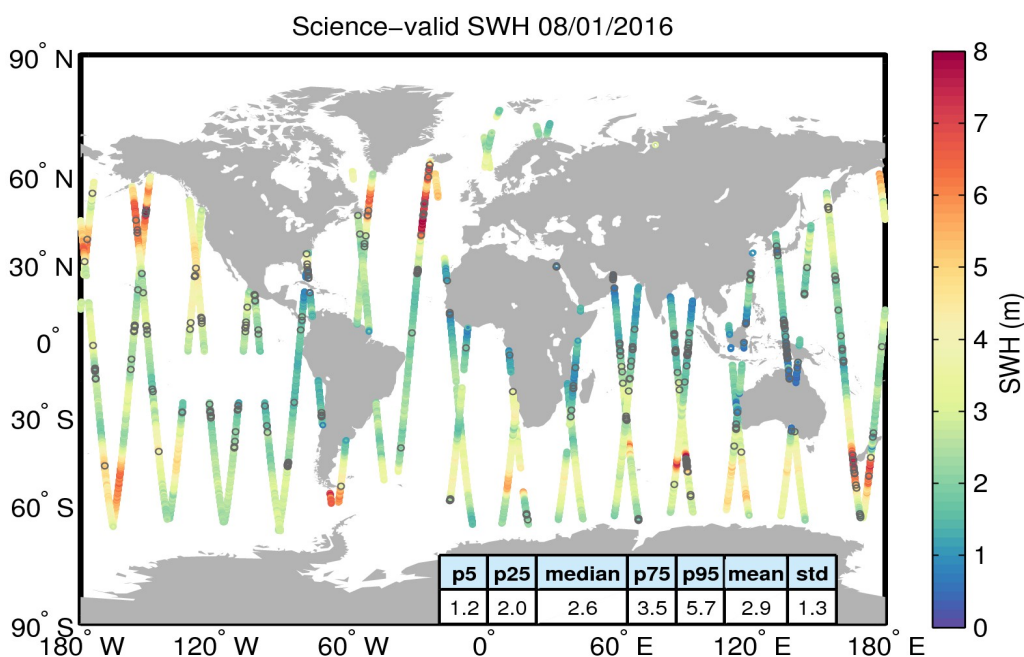 Science−valid SWH 08/01/2016
90° N
60° N
30° N
0°
30° S
60° S
90° S
180° W
120° W
60° W
0°
60° E
120° E
180° E
p5 p25 median p75 p95 mean std
1.2 2.0 2.6 3.5 5.7 2.9 1.3
8
7
6
5
4
3
2
1
0
SWH (m)